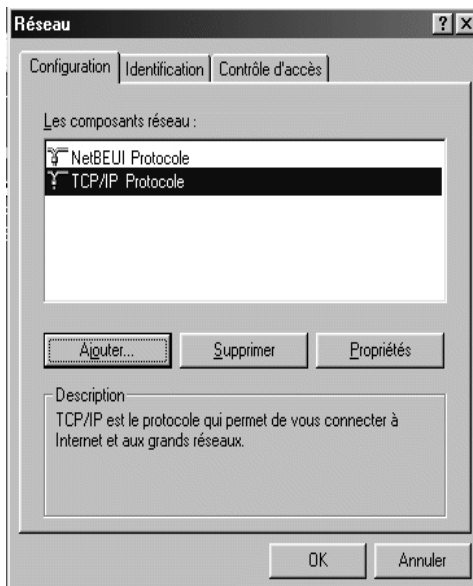 Réseau
Configuration
Identification
Contrôle d'accès
Les composants réseau :
NetBEUI Protocole
TCP/IP Protocole
Ajouter...
Supprimer
Propriétés
Description
TCP/IP est le protocole qui permet de vous connecter à
Internet et aux grands réseaux.
OK
Annuler